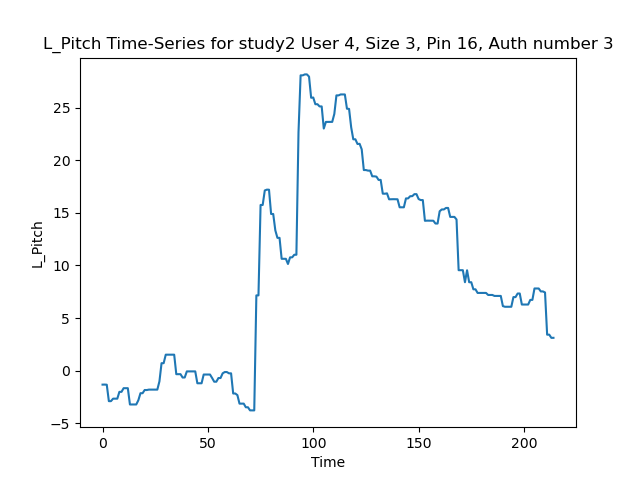 L_Pitch Time-Series for study2 User 4, Size 3, Pin 16, Auth number 3
25
20
15
10
5
0
−5
L_Pitch
0 50 100 150 200
Time